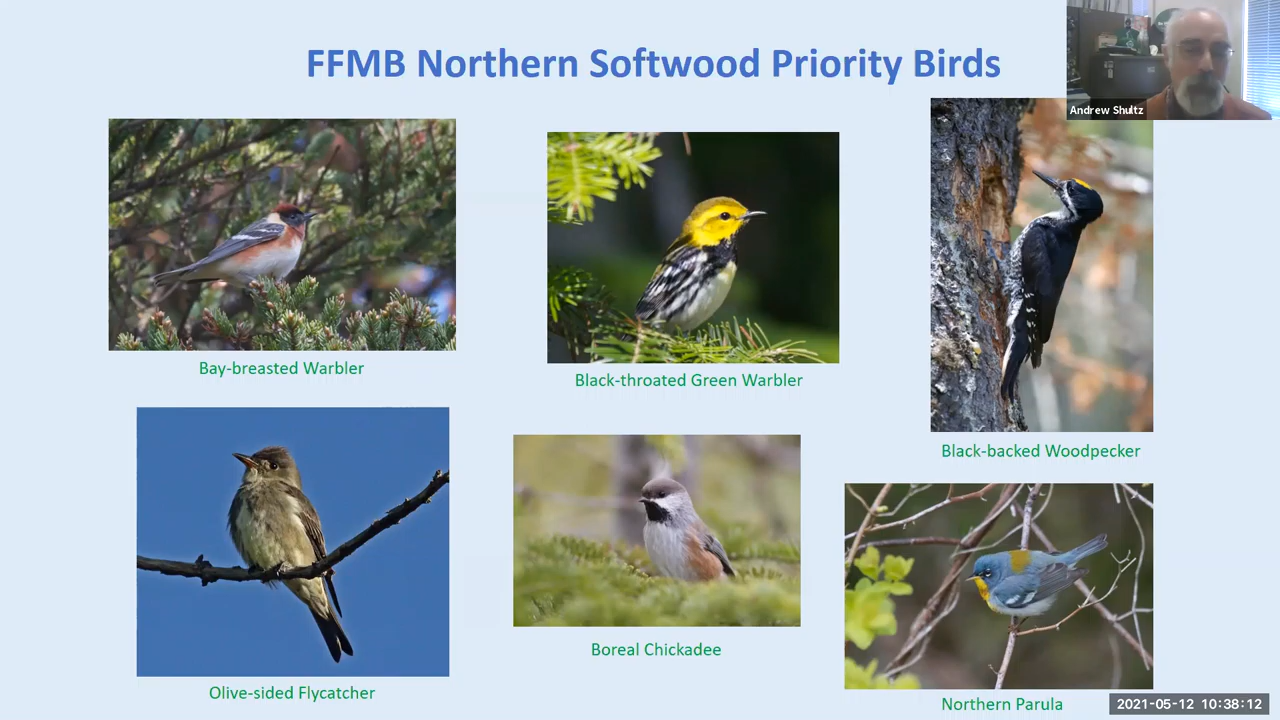 FFMB Northern Softwood Priority Birds
Andrew Shultz
Bay-breasted Warbler
Black-throated Green Warbler
Black-backed Woodpecker
Olive-sided Flycatcher
Boreal Chickadee
Northern Parula
2021-05-12 10:38:12